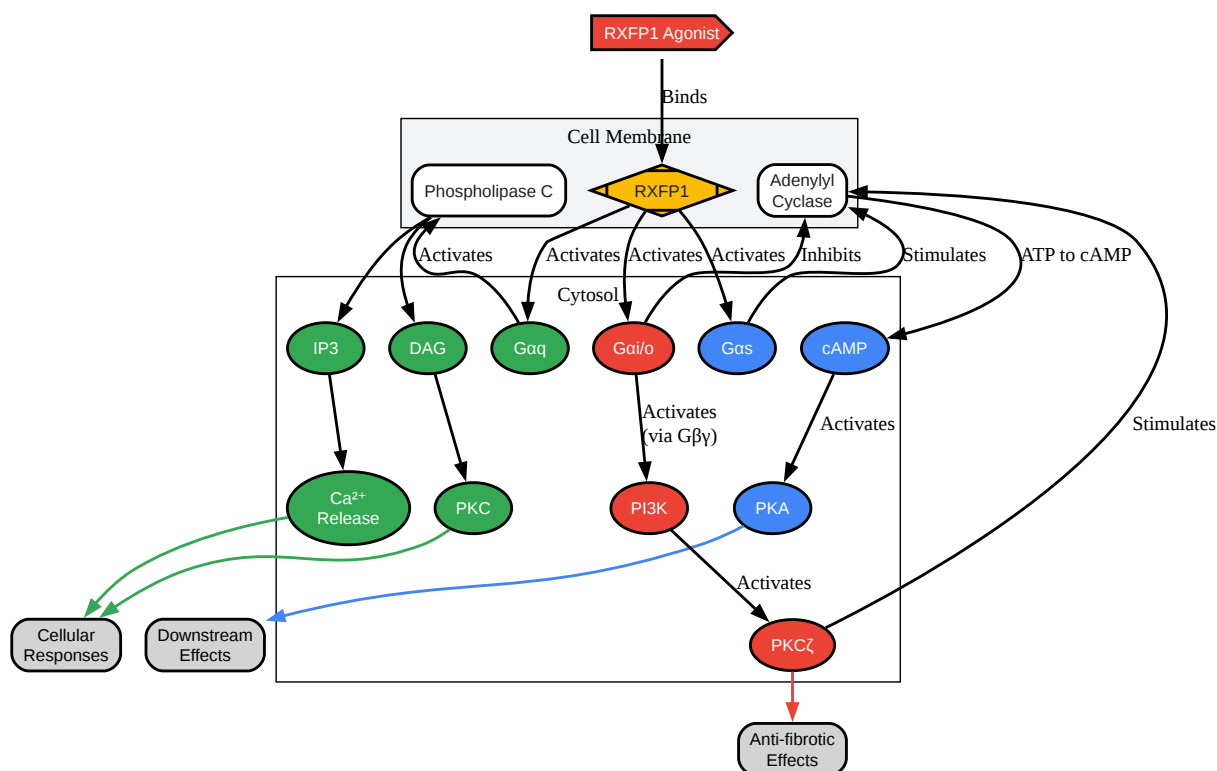 RXFP1 Agonist
Binds
Cell Membrane
Phospholipase C
RXFP1
Adenylyl
Cyclase
Activates
Activates
Activates
Activates
Inhibits
Stimulates
ATP to cAMP
Cytosol
IP3
DAG
Gαq
Gαi/o
Gαs
cAMP
Activates
(via Gβγ)
Activates
Stimulates
Ca²⁺
Release
PKC
PI3K
PKA
Activates
Cellular
Responses
Downstream
Effects
PKCζ
Anti-fibrotic
Effects